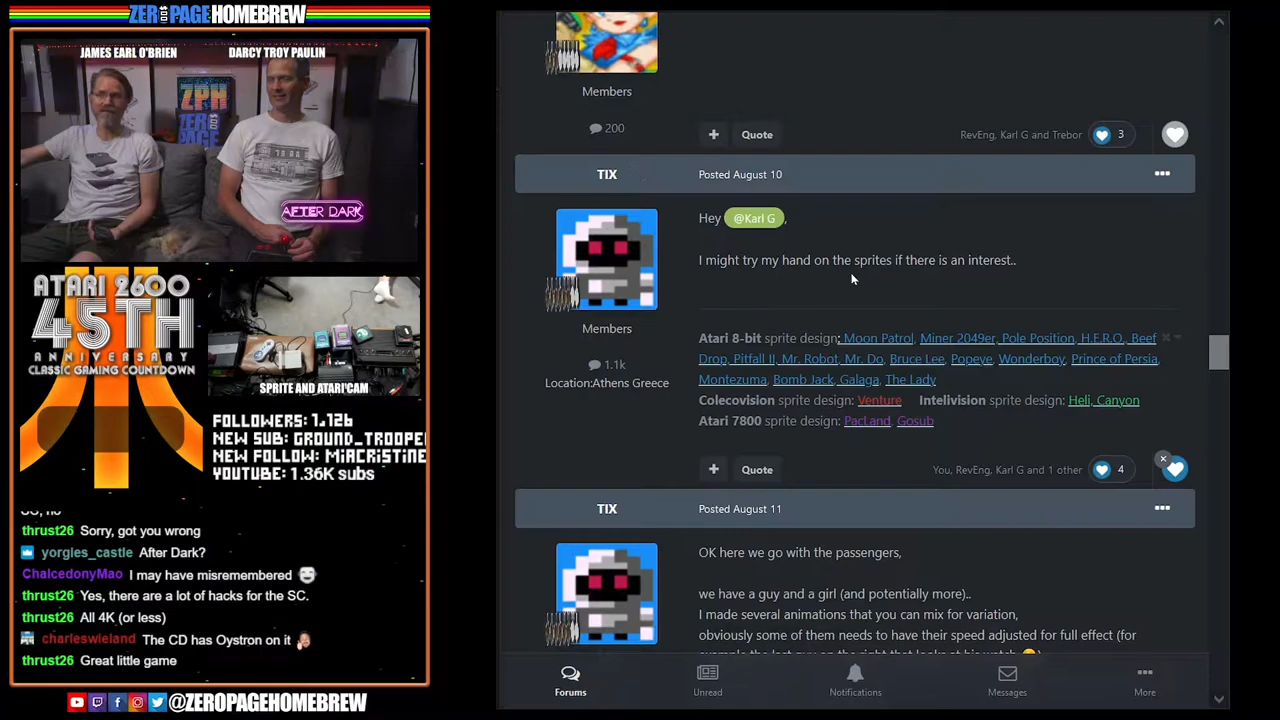 ZERO PAGE HOMEBREW
JAMES EARL O'BRIEN
DARCY TROY PAULIN
ZPH
AFTER DARK
ATARI 2600
45TH
ANNIVERSARY
CLASSIC GAMING COUNTDOWN
SPRITE AND ATARI CAM
FOLLOWERS: 1,126
NEW SUB: GROUND_TROOPER
NEW FOLLOW: MIACRISTINE
YOUTUBE: 1.36K SUBS
thrust26 Sorry, got you wrong
yorgles_castle After Dark?
ChalcedonyMao I may have misremembered
thrust26 Yes, there are a lot of hacks for the SC.
thrust26 All 4K (or less)
charleswieland The CD has Oystron on it
thrust26 Great little game
@ZEROPAGEHOMEBREW
Members
200
+ Quote
RevEng, Karl G and Trebor 3
TIX
Posted August 10
Hey @Karl G,
I might try my hand on the sprites if there is an interest..
Members
1.1k
Location:Athens Greece
Atari 8-bit sprite design: Moon Patrol, Miner 2049er, Pole Position, H.E.R.O., Beef
Drop, Pitfall II, Mr. Robot, Mr. Do, Bruce Lee, Popeye, Wonderboy, Prince of Persia,
Montezuma, Bomb Jack, Galaga, The Lady
Colecovision sprite design: Venture Intellivision sprite design: Heli, Canyon
Atari 7800 sprite design: PacLand, Gosub
+ Quote
You, RevEng, Karl G and 1 other 4
TIX
Posted August 11
OK here we go with the passengers,
we have a guy and a girl (and potentially more)..
I made several animations that you can mix for variation,
obviously some of them needs to have their speed adjusted for full effect (for
Forums
Unread
Notifications
Messages
More